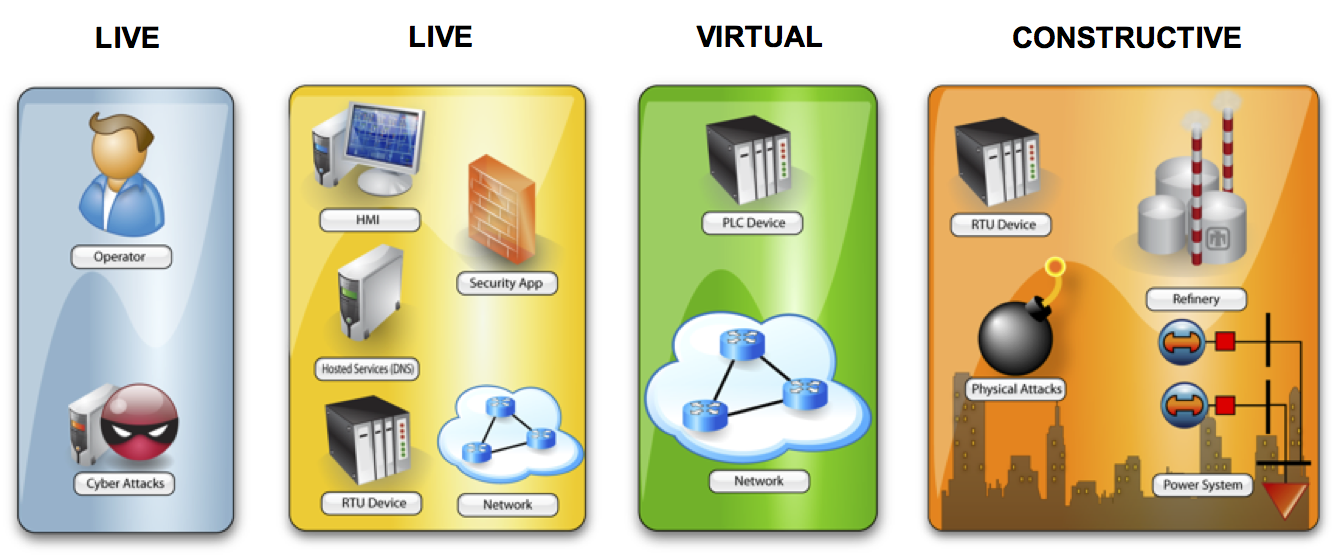 LIVE
LIVE
VIRTUAL
CONSTRUCTIVE
Operator
Cyber Attacks
HMI
Security App
Hosted Services (DNS)
RTU Device
Network
PLC Device
Network
RTU Device
Refinery
Physical Attacks
Power System